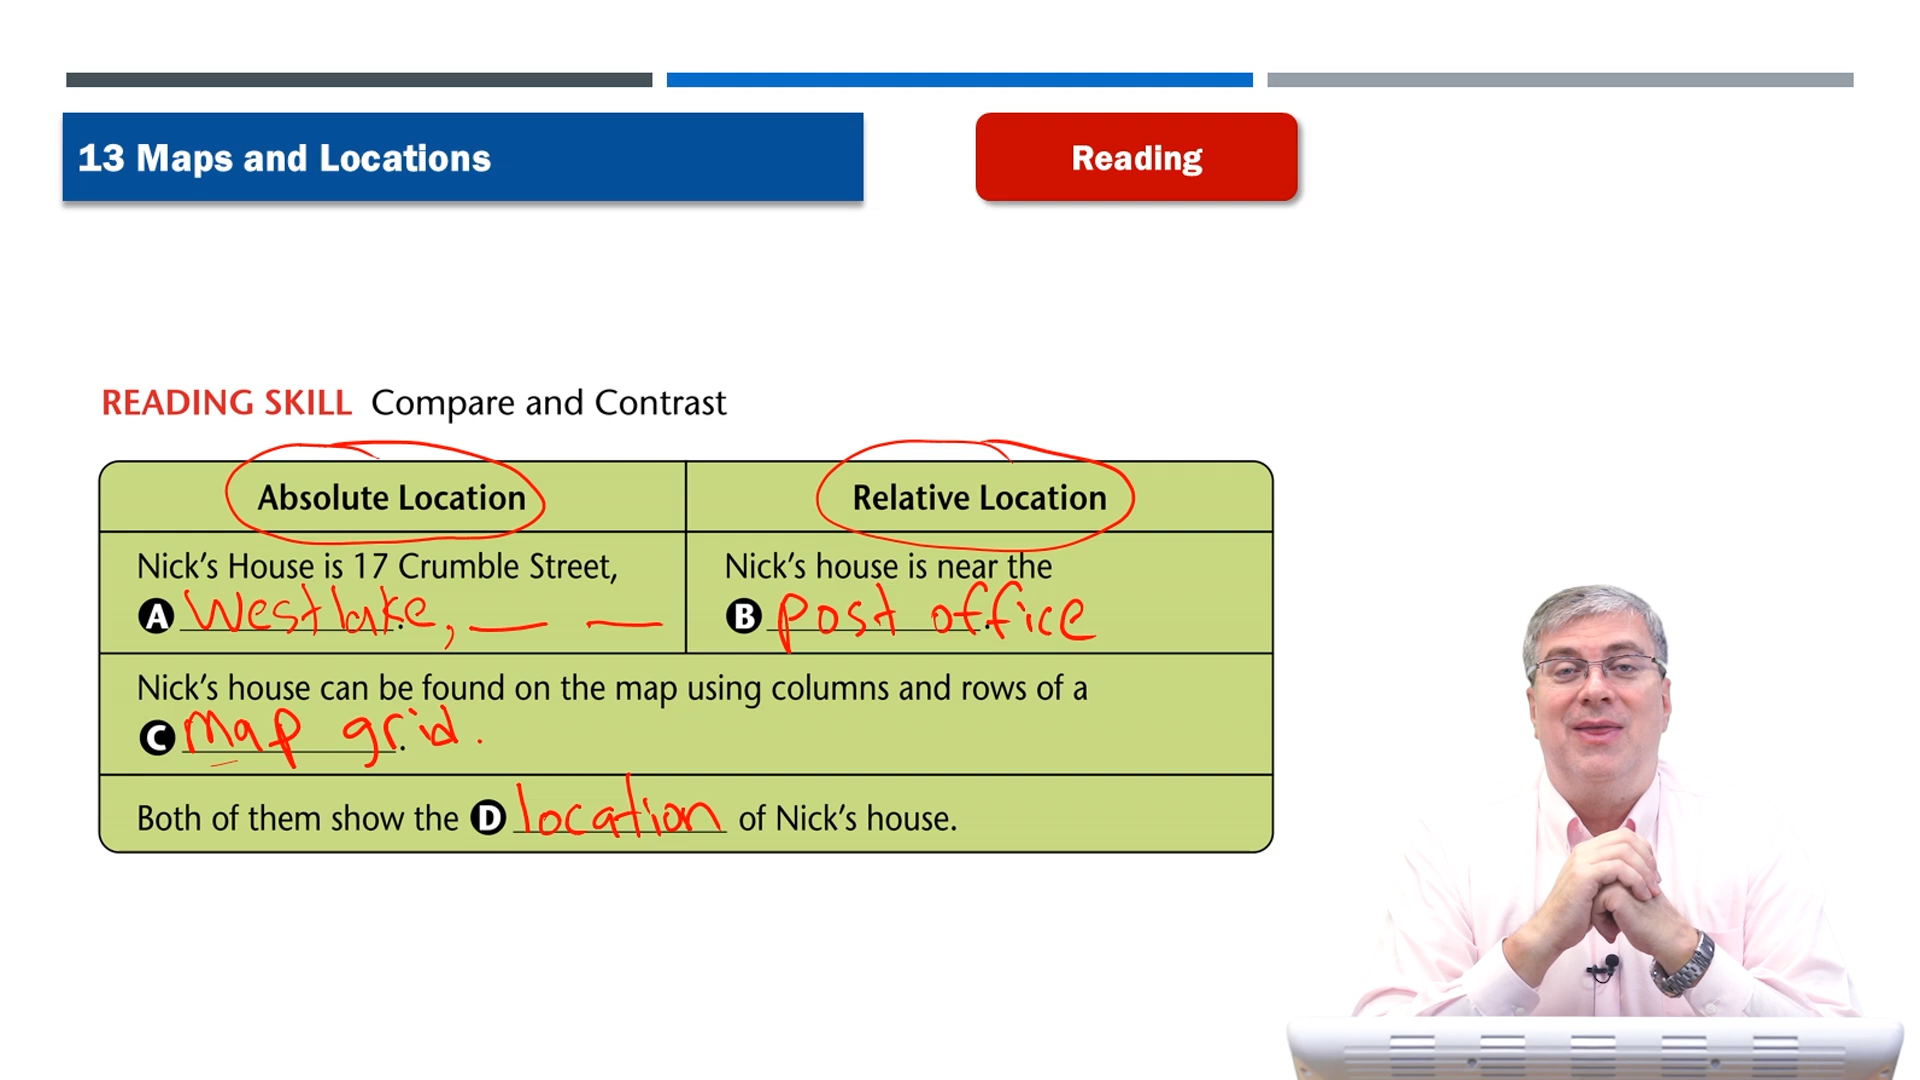 13 Maps and Locations
Reading
READING SKILL Compare and Contrast
Absolute Location
Relative Location
Nick's House is 17 Crumble Street,
A Westlake, __ __.
Nick's house is near the
B post office.
Nick's house can be found on the map using columns and rows of a
C map grid.
Both of them show the D location of Nick's house.